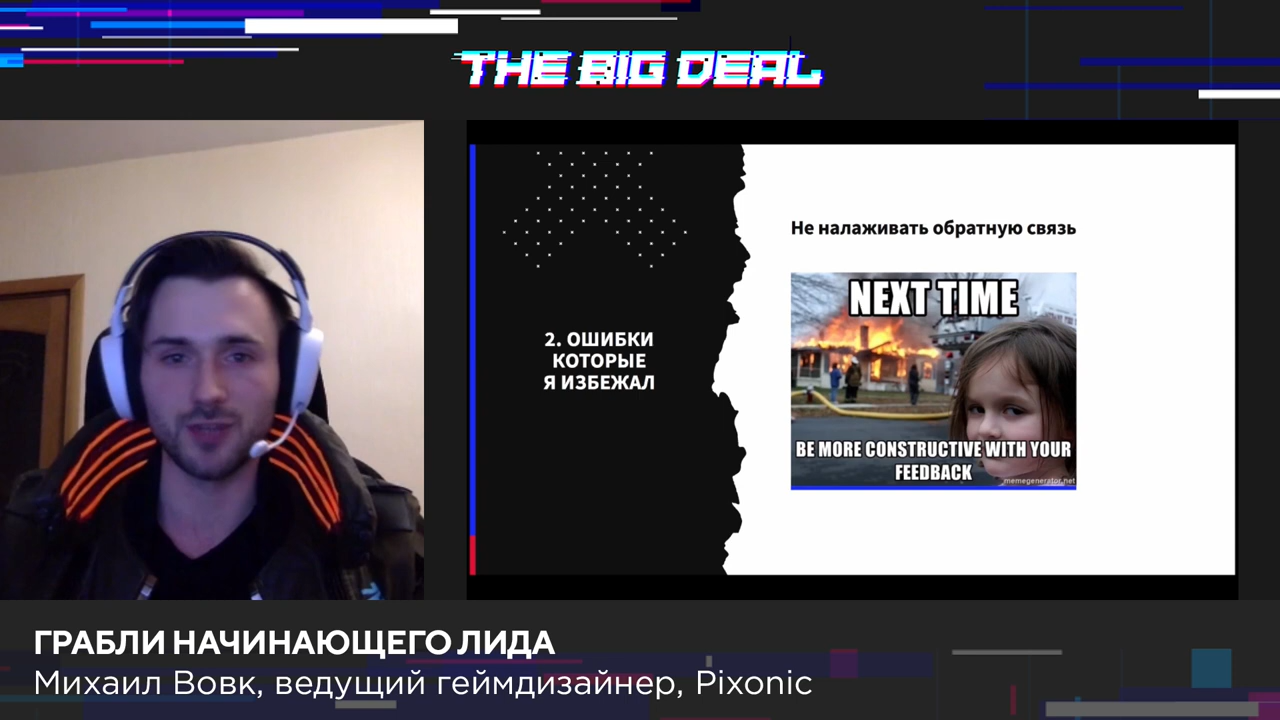 THE BIG DEAL
2. ОШИБКИ
КОТОРЫЕ
Я ИЗБЕЖАЛ
Не налаживать обратную связь
NEXT TIME
BE MORE CONSTRUCTIVE WITH YOUR
FEEDBACK
memegenerator.net
ГРАБЛИ НАЧИНАЮЩЕГО ЛИДА
Михаил Вовк, ведущий геймдизайнер, Pixonic